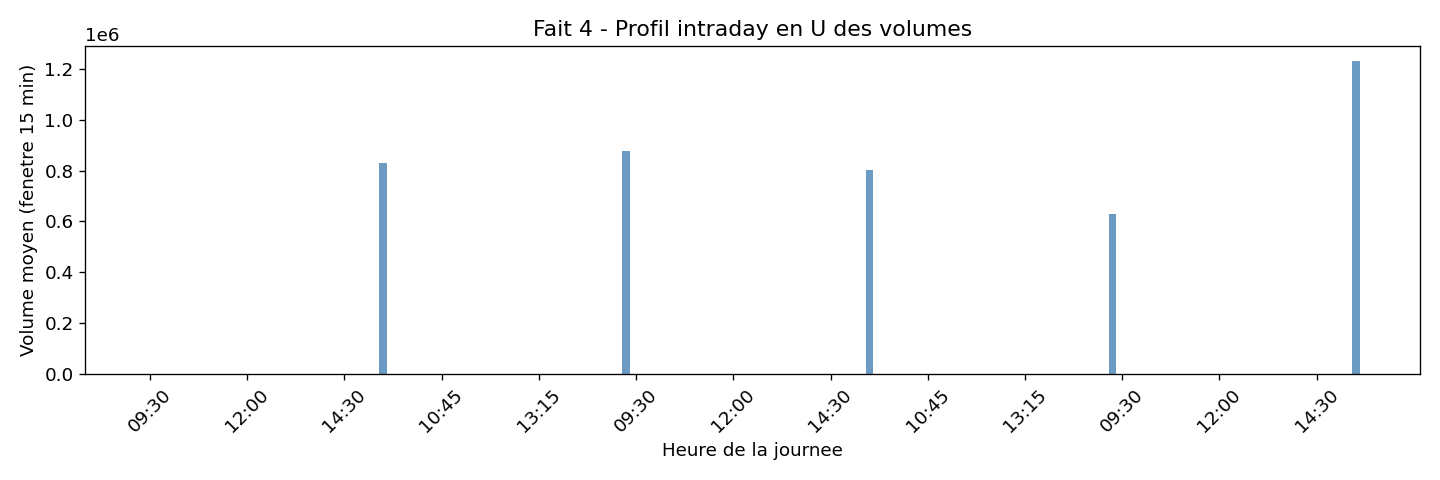 Fait 4 - Profil intraday en U des volumes
1e6
Volume moyen (fenetre 15 min)
1.2
1.0
0.8
0.6
0.4
0.2
0.0
09:30 12:00 14:30 10:45 13:15 09:30 12:00 14:30 10:45 13:15 09:30 12:00 14:30
Heure de la journee